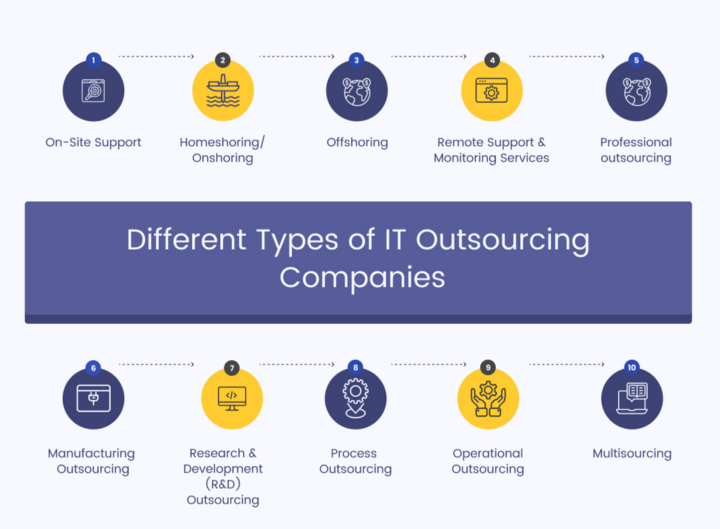 1
2
3
4
5
On-Site Support
Homeshoring/
Onshoring
Offshoring
Remote Support &
Monitoring Services
Professional
outsourcing
Different Types of IT Outsourcing
Companies
6
7
8
9
10
Manufacturing
Outsourcing
Research &
Development
(R&D)
Outsourcing
Process
Outsourcing
Operational
Outsourcing
Multisourcing